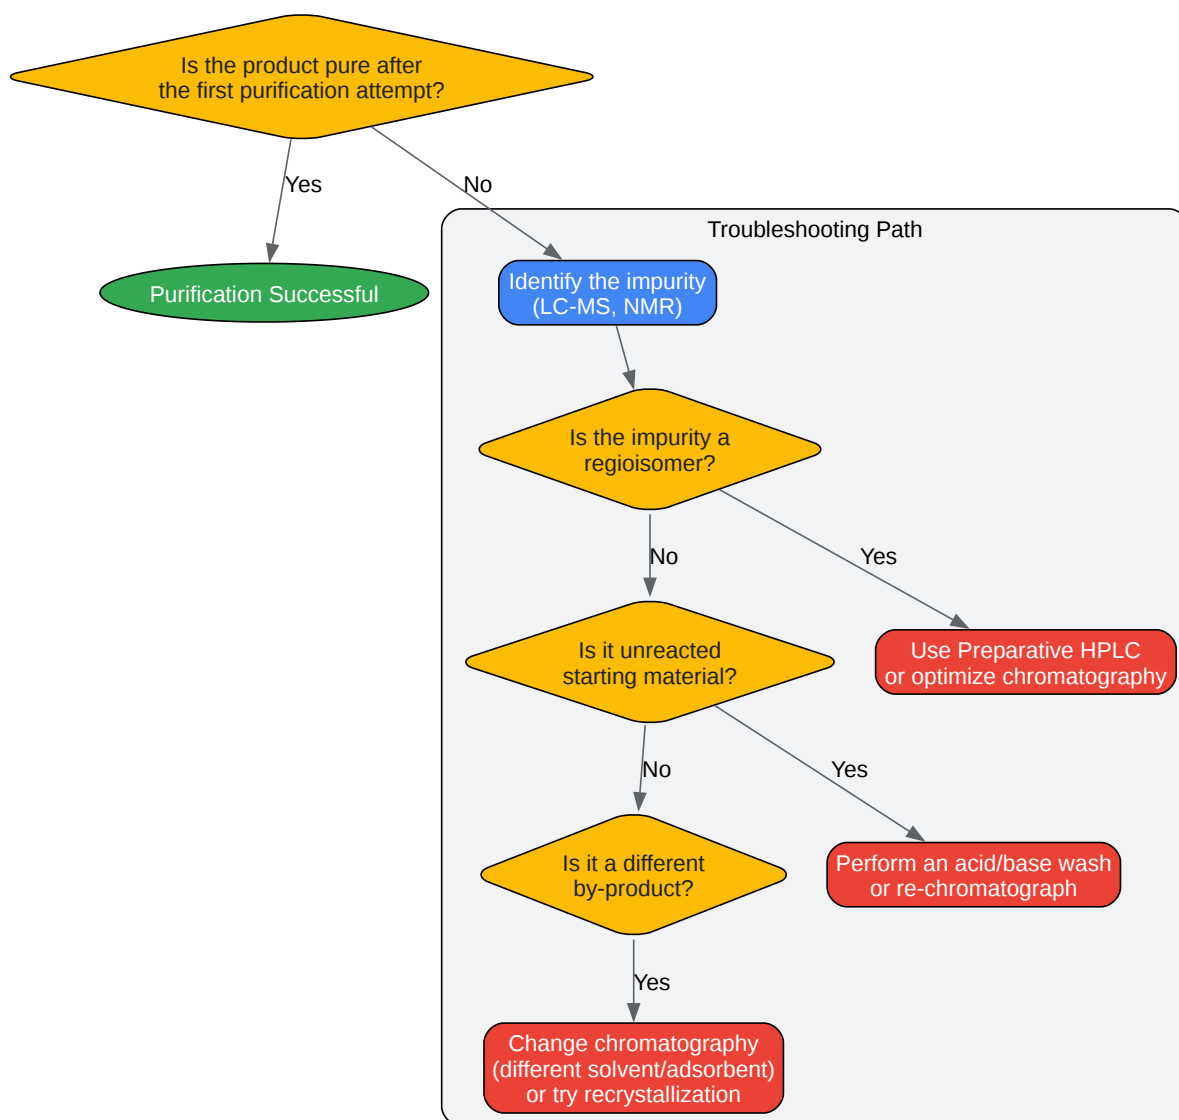 Is the product pure after
the first purification attempt?
Yes
No
Troubleshooting Path
Purification Successful
Identify the impurity
(LC-MS, NMR)
Is the impurity a
regioisomer?
No
Yes
Is it unreacted
starting material?
Use Preparative HPLC
or optimize chromatography
No
Yes
Is it a different
by-product?
Perform an acid/base wash
or re-chromatograph
Yes
Change chromatography
(different solvent/adsorbent)
or try recrystallization